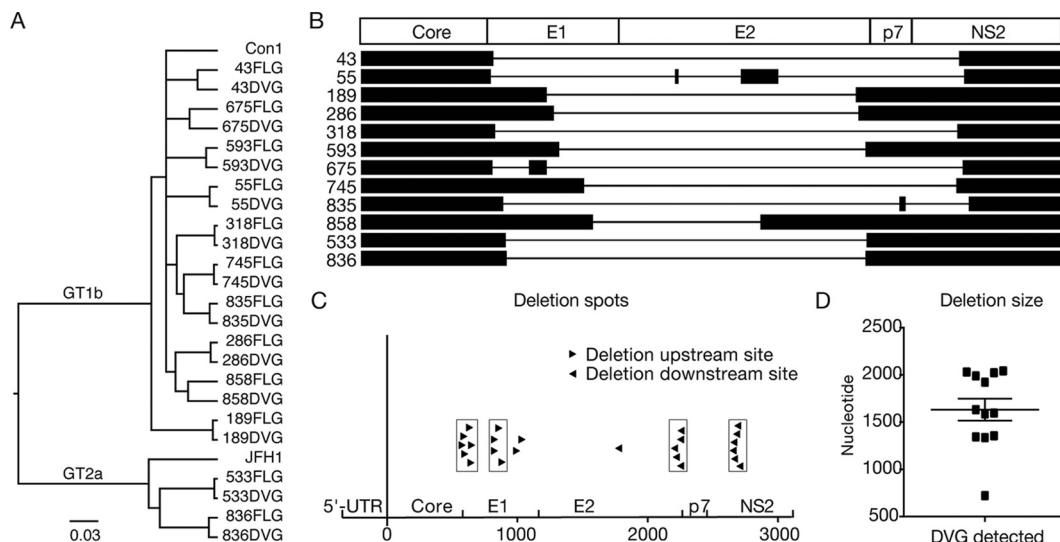 A
Con1
43FLG
43DVG
675FLG
675DVG
593FLG
593DVG
55FLG
55DVG
318FLG
318DVG
745FLG
745DVG
835FLG
835DVG
286FLG
286DVG
858FLG
858DVG
189FLG
189DVG
JFH1
533FLG
533DVG
836FLG
836DVG
GT1b
GT2a
0.03
B
Core E1 E2 p7 NS2
43
55
189
286
318
593
675
745
835
858
533
836
C
Deletion spots
Deletion upstream site
Deletion downstream site
5'-UTR Core E1 E2 p7 NS2
0 1000 2000 3000
D
Deletion size
Nucleotide
2500
2000
1500
1000
500
DVG detected